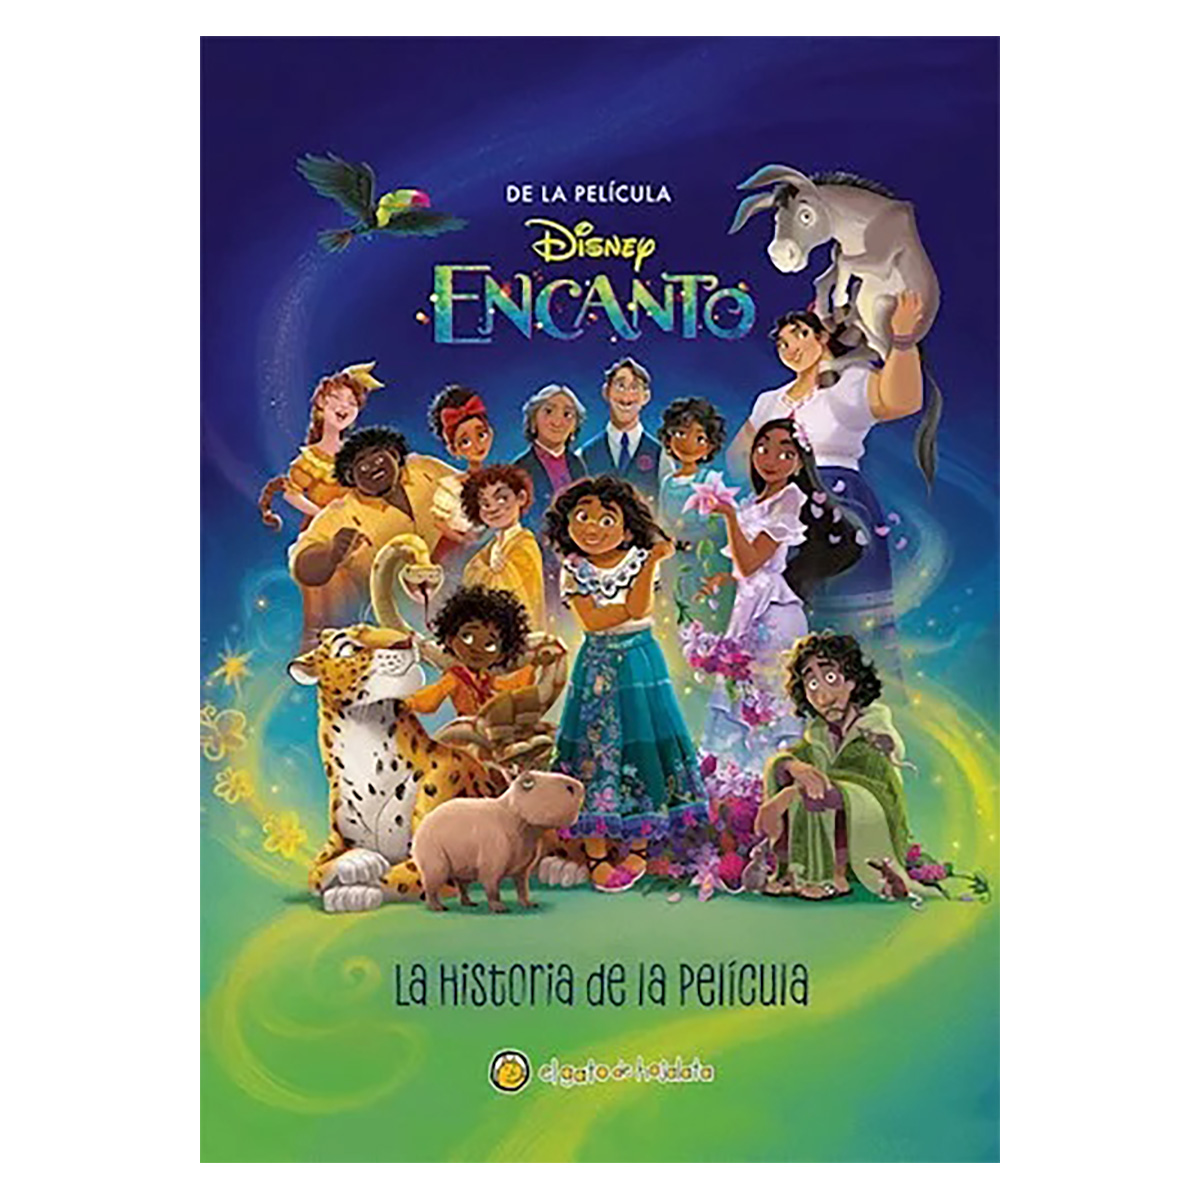 DE LA PELÍCULA
Disney
ENCANTO
La Historia de la Película
el gato de hojalata